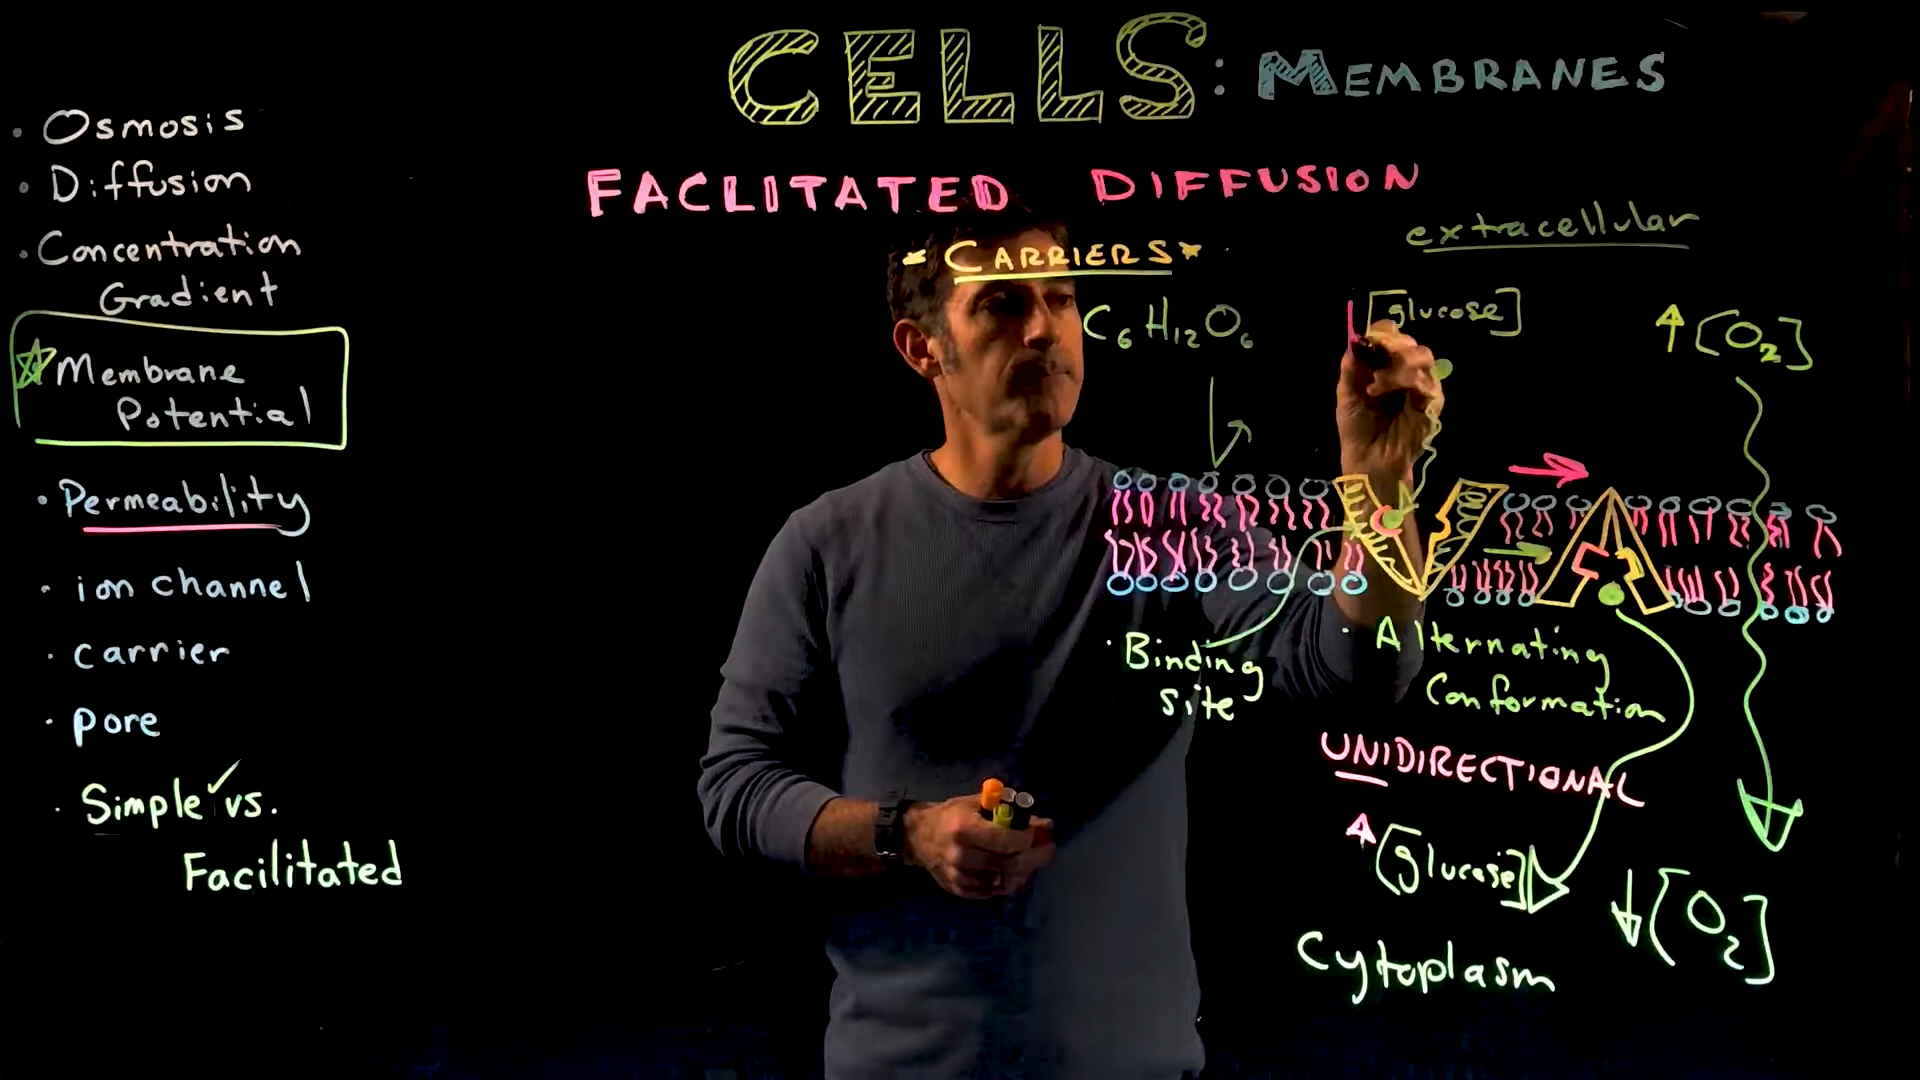 CELLS: MEMBRANES
FACLITATED DIFFUSION
- CARRIERS*
extracellular
• Osmosis
• Diffusion
• Concentration
Gradient
☆ Membrane
Potential
• Permeability
• ion channel
• carrier
• pore
• Simple ✓ vs.
Facilitated
C6H12O6
[glucose]
↑ [O2]
• Binding
site
• Alternating
Conformation
UNIDIRECTIONAL
↑ [glucose]
↓ [O2]
Cytoplasm